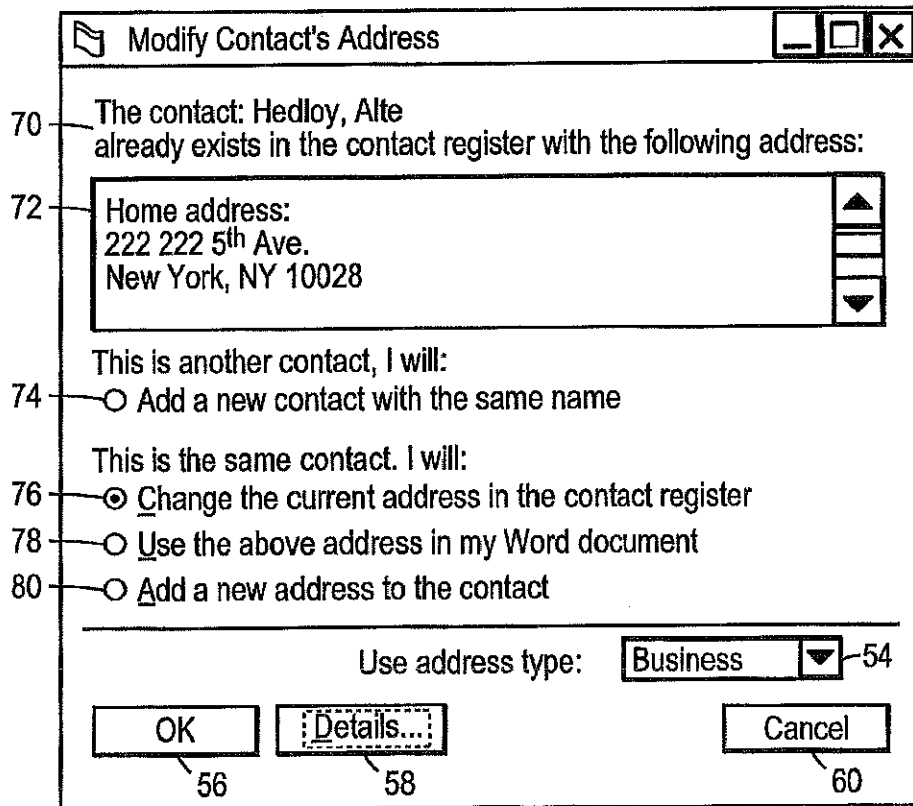 Modify Contact's Address
70
The contact: Hedloy, Alte
already exists in the contact register with the following address:
72
Home address:
222 222 5th Ave.
New York, NY 10028
This is another contact, I will:
74
Add a new contact with the same name
This is the same contact. I will:
76
Change the current address in the contact register
78
Use the above address in my Word document
80
Add a new address to the contact
Use address type: Business 54
OK Details... Cancel
56 58 60